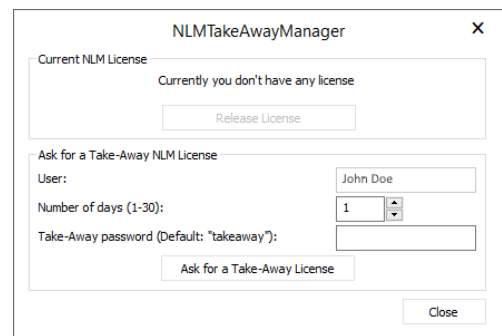 NLMTakeAwayManager
Current NLM License
Currently you don't have any license
Release License
Ask for a Take-Away NLM License
User: John Doe
Number of days (1-30): 1
Take-Away password (Default: "takeaway"):
Ask for a Take-Away License
Close